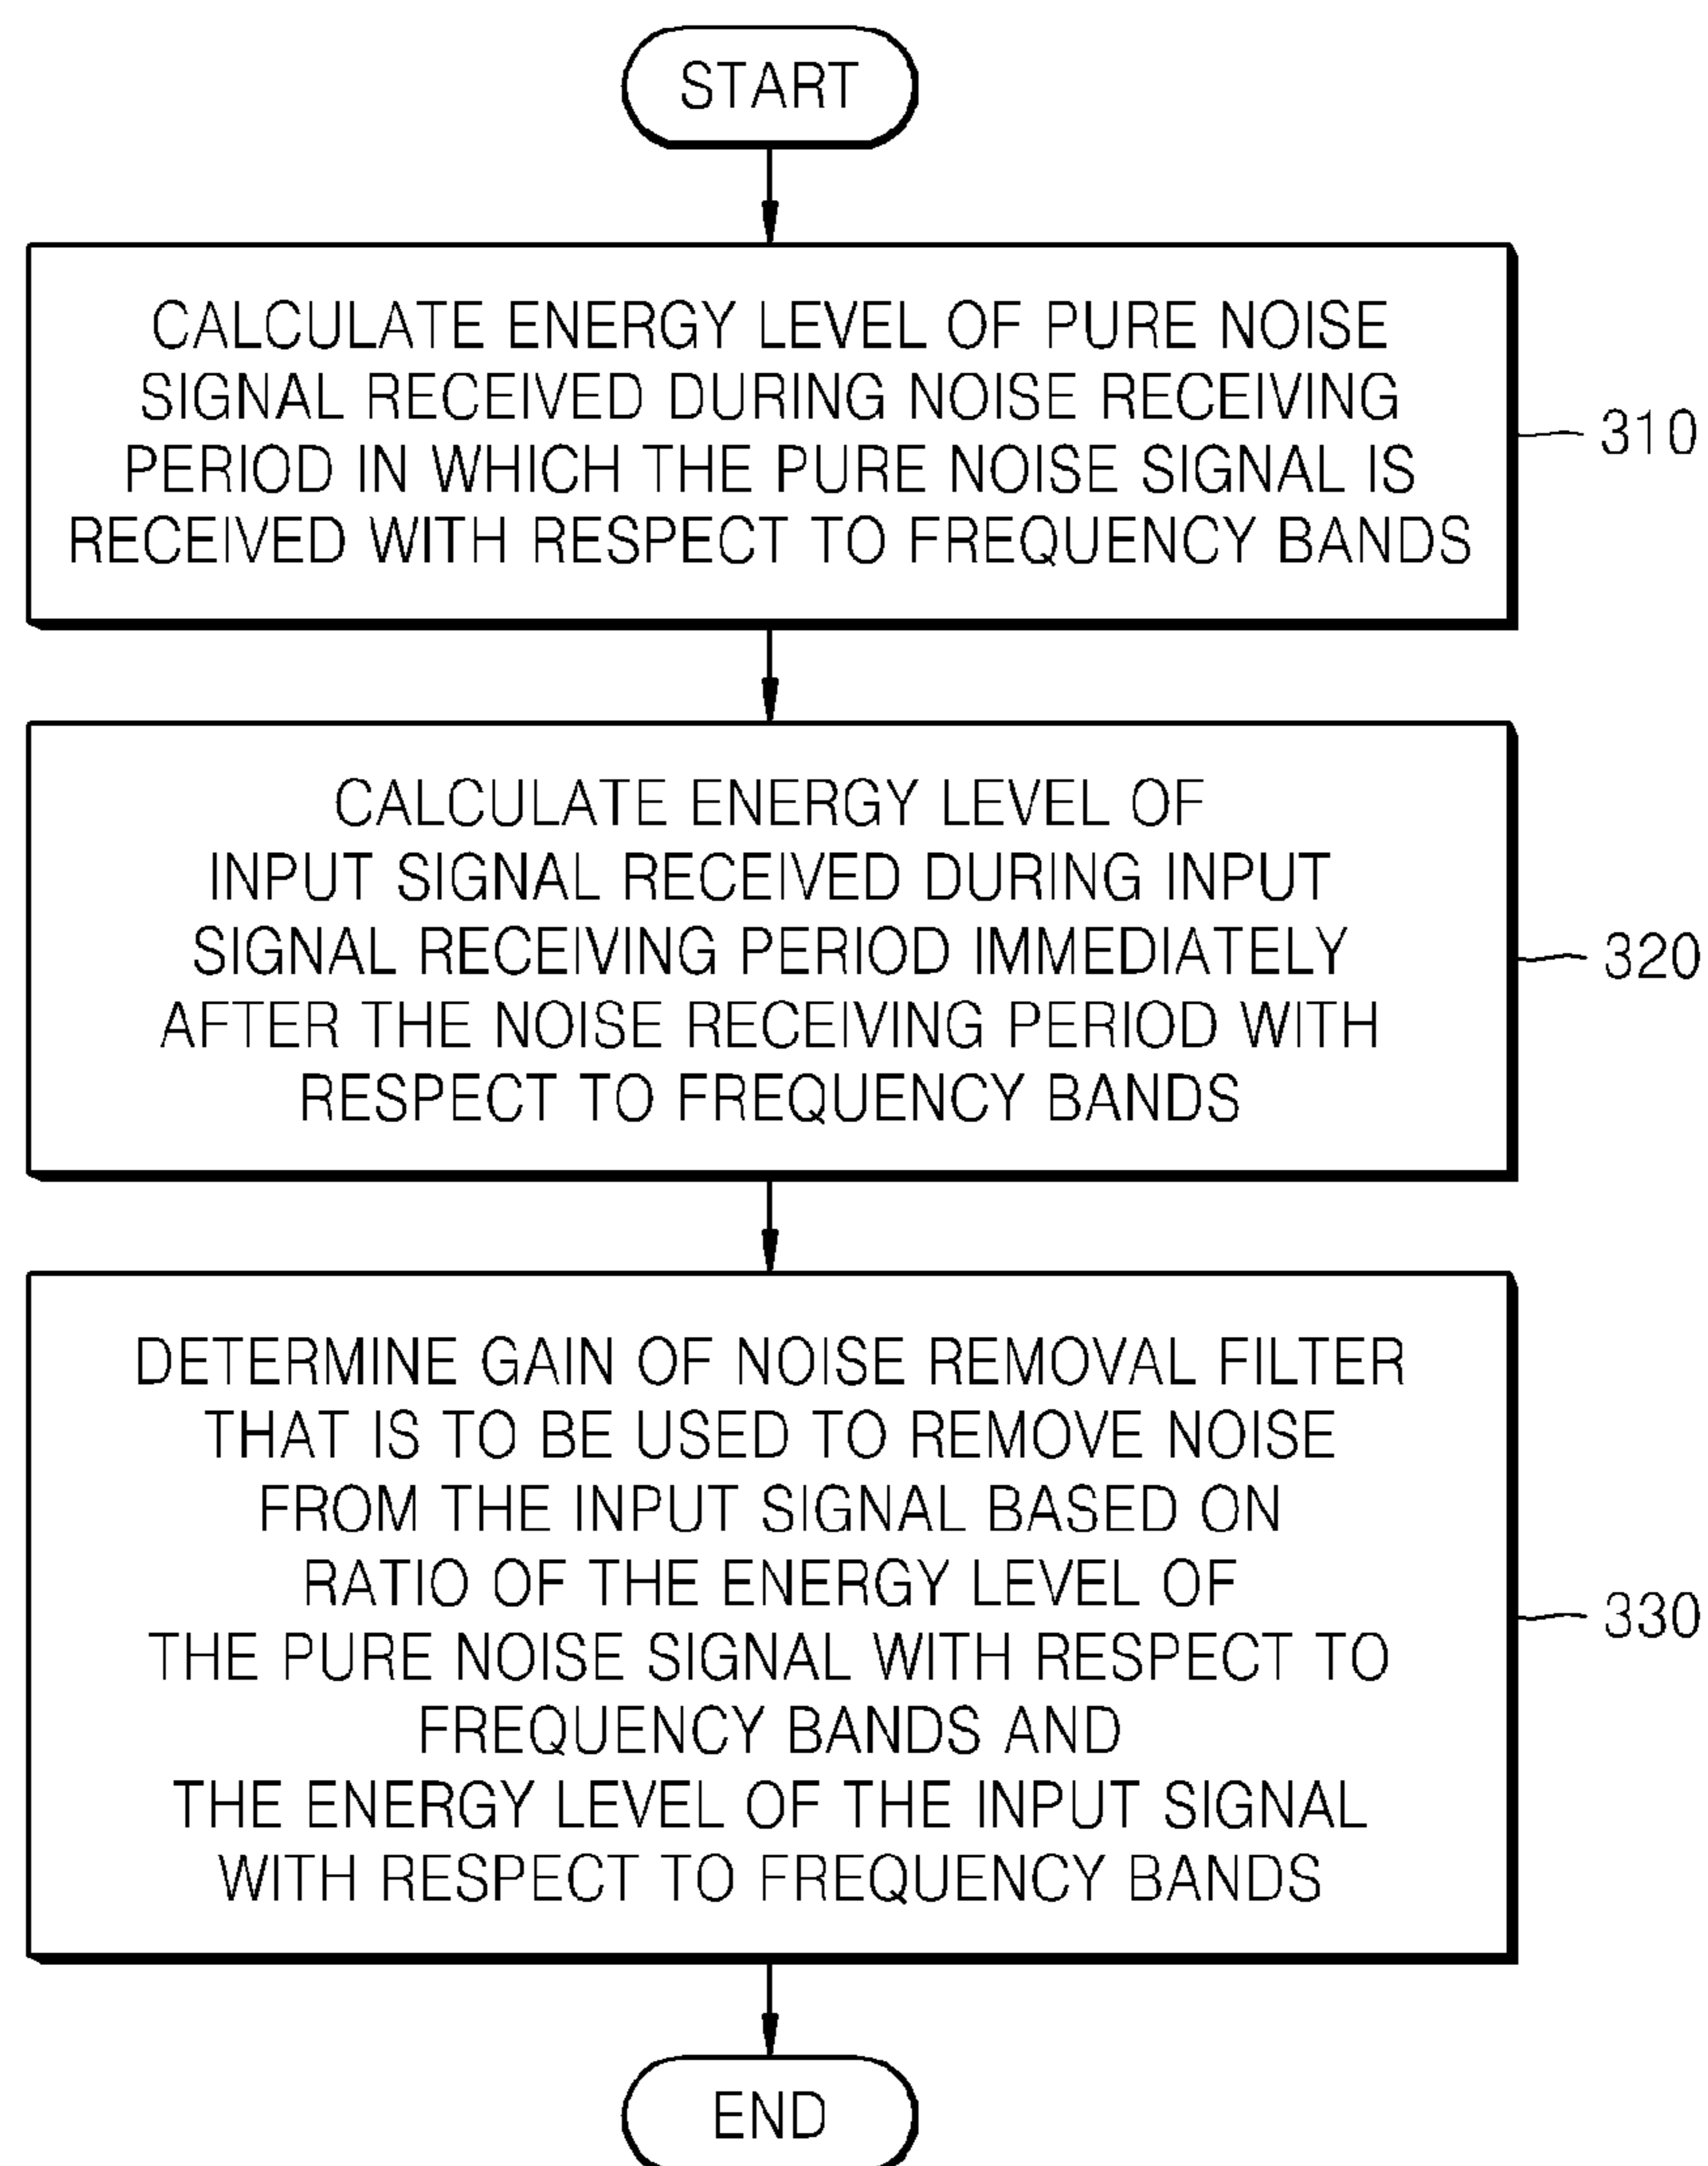 START
CALCULATE ENERGY LEVEL OF PURE NOISE
SIGNAL RECEIVED DURING NOISE RECEIVING
PERIOD IN WHICH THE PURE NOISE SIGNAL IS
RECEIVED WITH RESPECT TO FREQUENCY BANDS
310
CALCULATE ENERGY LEVEL OF
INPUT SIGNAL RECEIVED DURING INPUT
SIGNAL RECEIVING PERIOD IMMEDIATELY
AFTER THE NOISE RECEIVING PERIOD WITH
RESPECT TO FREQUENCY BANDS
320
DETERMINE GAIN OF NOISE REMOVAL FILTER
THAT IS TO BE USED TO REMOVE NOISE
FROM THE INPUT SIGNAL BASED ON
RATIO OF THE ENERGY LEVEL OF
THE PURE NOISE SIGNAL WITH RESPECT TO
FREQUENCY BANDS AND
THE ENERGY LEVEL OF THE INPUT SIGNAL
WITH RESPECT TO FREQUENCY BANDS
330
END